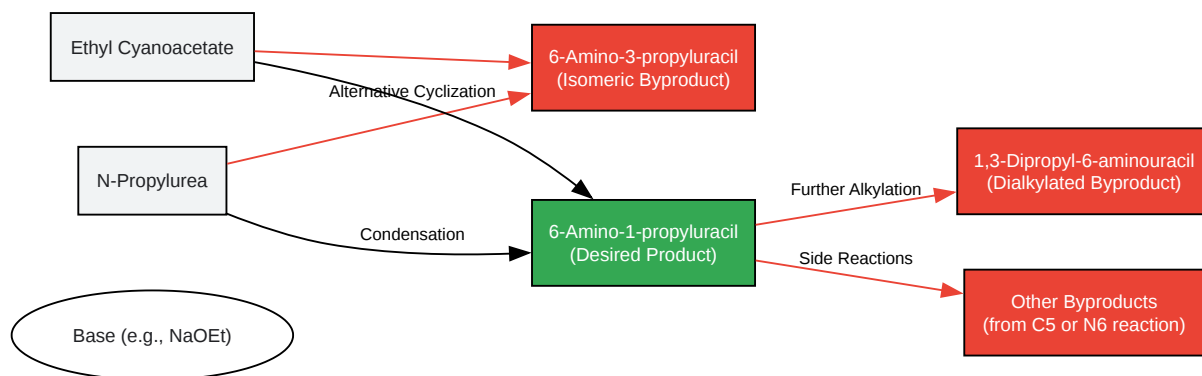 Ethyl Cyanoacetate
6-Amino-3-propyluracil
(Isomeric Byproduct)
Alternative Cyclization
N-Propylurea
1,3-Dipropyl-6-aminouracil
(Dialkylated Byproduct)
Further Alkylation
Condensation
6-Amino-1-propyluracil
(Desired Product)
Side Reactions
Other Byproducts
(from C5 or N6 reaction)
Base (e.g., NaOEt)